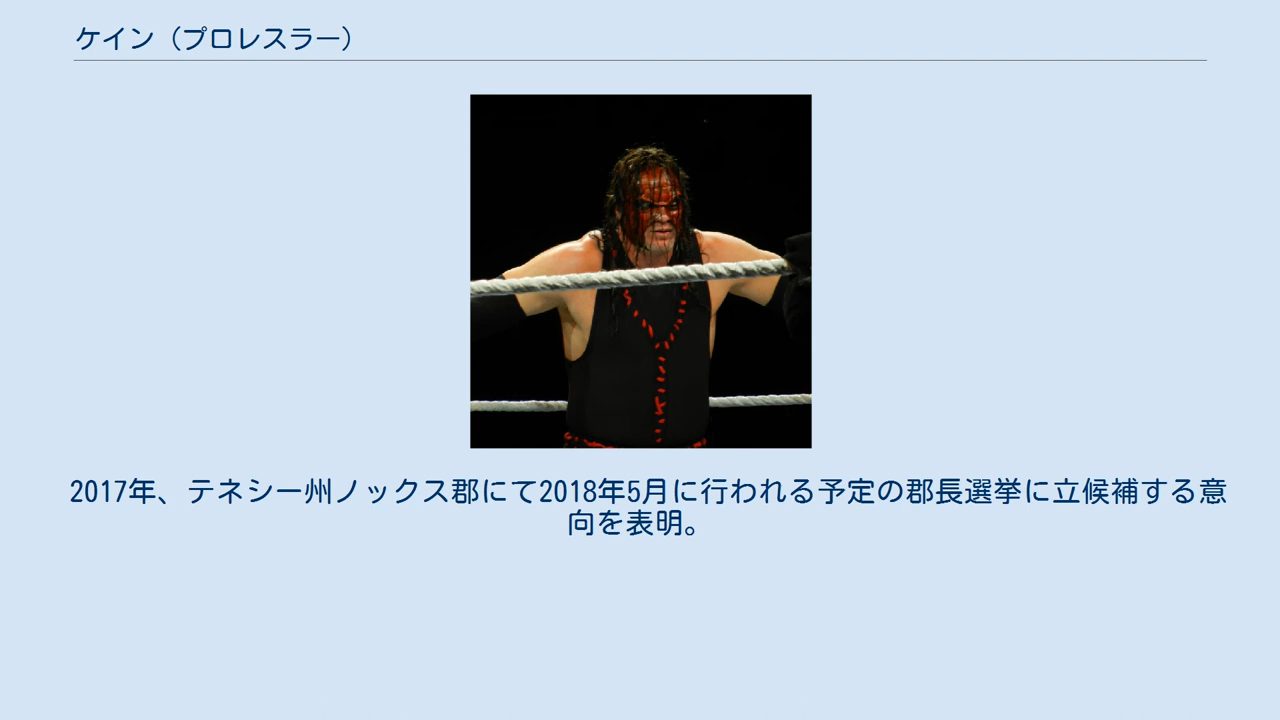 ケイン（プロレスラー）
2017年、テネシー州ノックス郡にて2018年5月に行われる予定の郡長選挙に立候補する意
向を表明。